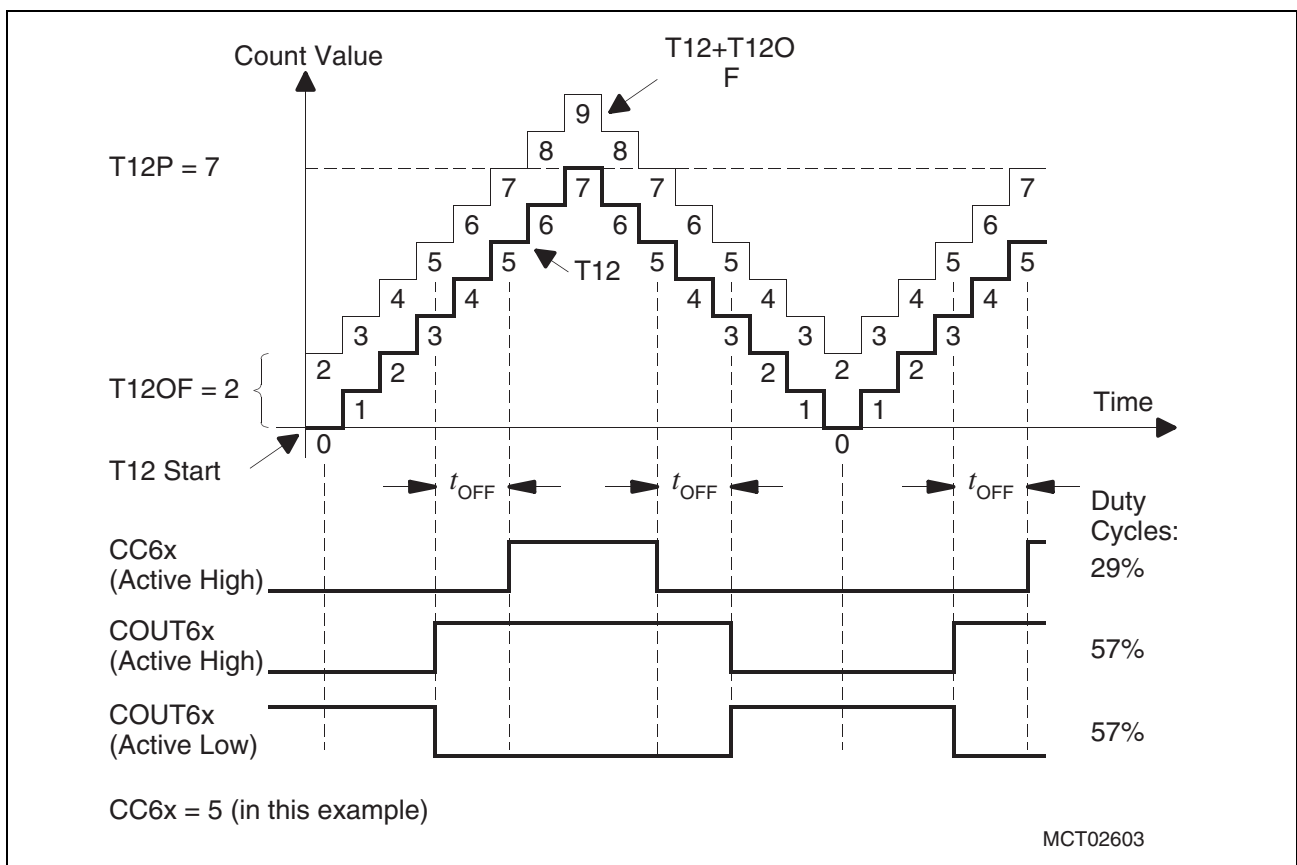 Count Value
T12+T12O
F
9
8 8
T12P = 7
7 7 7 7
6 6 6 6 6
5 5 T12 5 5 5 5
4 4 4 4 4 4
3 3 3 3 3 3
T12OF = 2
2 2 2 2 2
1 1 1
Time
0 0
T12 Start
tOFF tOFF tOFF
Duty
Cycles:
CC6x
(Active High)
29%
COUT6x
(Active High)
57%
COUT6x
(Active Low)
57%
CC6x = 5 (in this example)
MCT02603